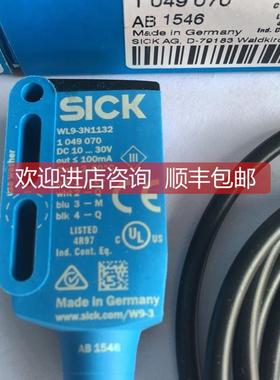 1 049 070
AB 1546
Made in Germany
SICK AG, D-79183 Waldkirch
SICK
WL9-3N1132
1 049 070
DC 10 ... 30V
out ≤ 100mA
欢迎进店咨询 顺丰包邮
blu 3 – M
blk 4 – Q
LISTED
4R97
Ind. Cont. Eq.
Made in Germany
www.sick.com/W9-3
AB 1546